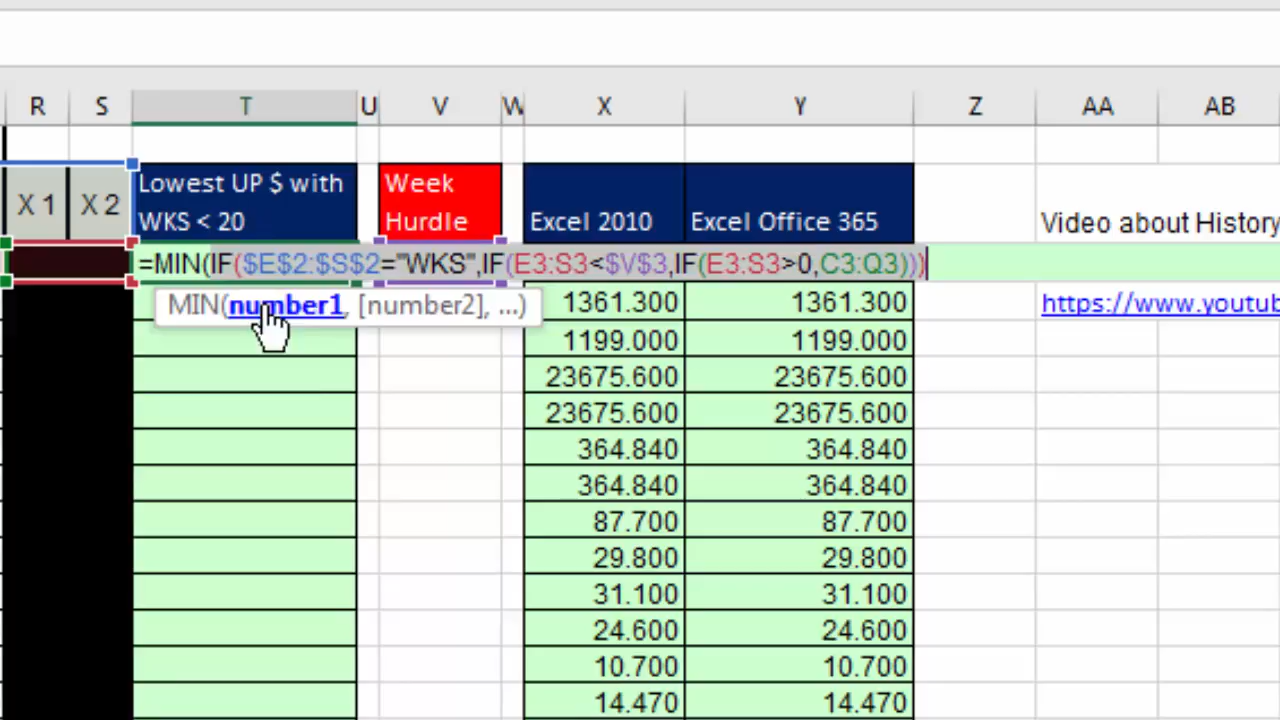 R S T U V W X Y Z AA AB
X 1 X 2 Lowest UP $ with WKS < 20 Week Hurdle Excel 2010 Excel Office 365 Video about History
=MIN(IF($E$2:$S$2="WKS",IF(E3:S3<$V$3,IF(E3:S3>0,C3:Q3))))
MIN(number1, [number2], ...) 1361.300 1361.300 https://www.youtub
1199.000 1199.000
23675.600 23675.600
23675.600 23675.600
364.840 364.840
364.840 364.840
87.700 87.700
29.800 29.800
31.100 31.100
24.600 24.600
10.700 10.700
14.470 14.470